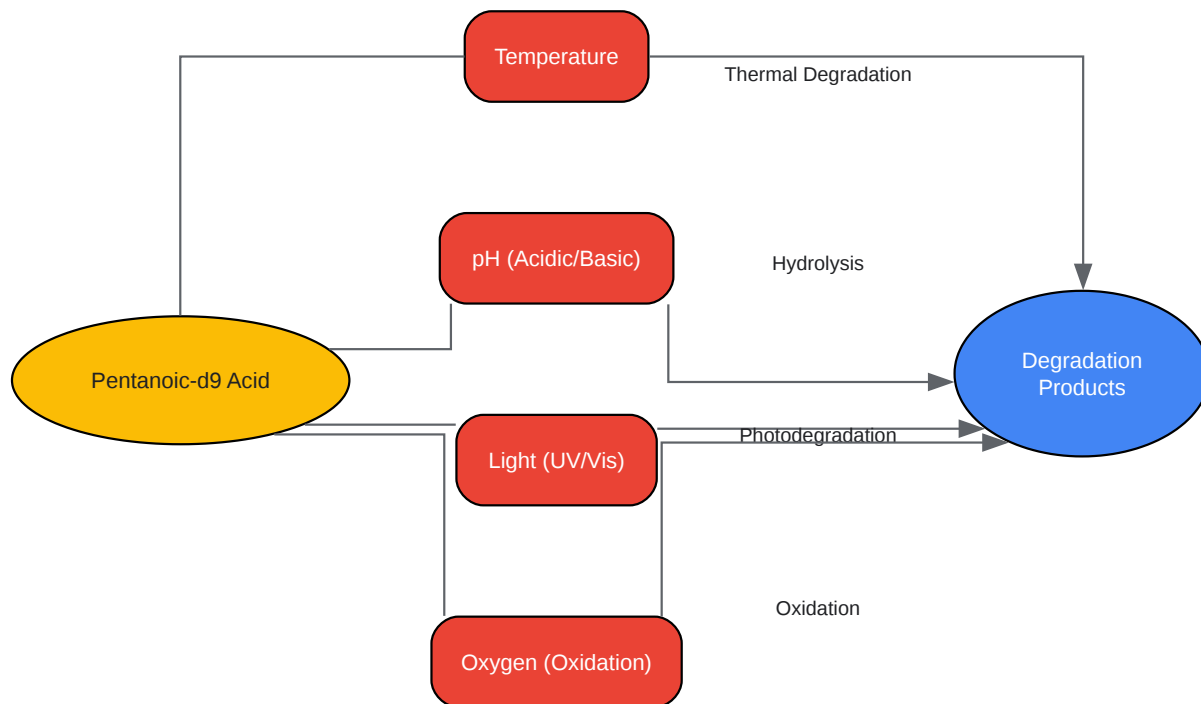 Temperature
Thermal Degradation
pH (Acidic/Basic)
Hydrolysis
Pentanoic-d9 Acid
Degradation
Products
Light (UV/Vis)
Photodegradation
Oxidation
Oxygen (Oxidation)